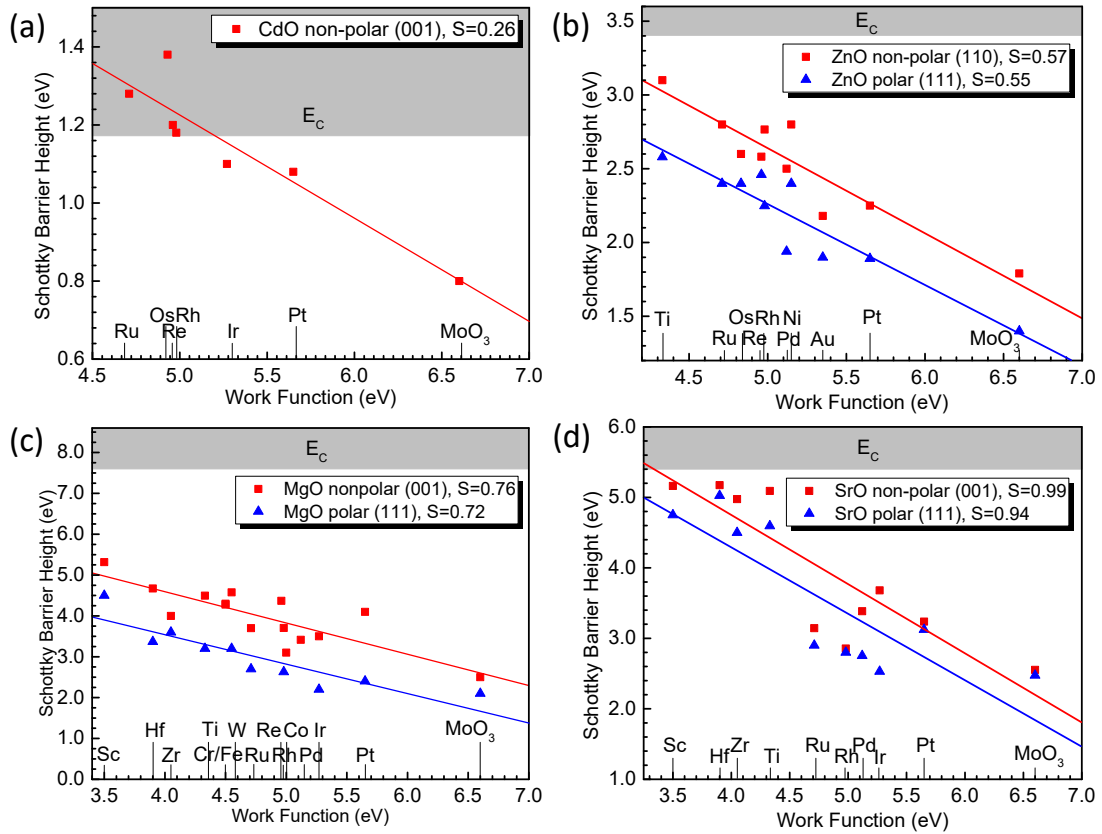 (a)
CdO non-polar (001), S=0.26
E_C
Schottky Barrier Height (eV)
1.4
1.2
1.0
0.8
0.6
Ru
Os
Re
Rh
Ir
Pt
MoO₃
4.5 5.0 5.5 6.0 6.5 7.0
Work Function (eV)
(b)
E_C
ZnO non-polar (110), S=0.57
ZnO polar (111), S=0.55
Schottky Barrier Height (eV)
3.5
3.0
2.5
2.0
1.5
Ti
Ru
Os
Re
Rh
Pd
Ni
Au
Pt
MoO₃
4.5 5.0 5.5 6.0 6.5 7.0
Work Function (eV)
(c)
E_C
MgO nonpolar (001), S=0.76
MgO polar (111), S=0.72
Schottky Barrier Height (eV)
8.0
7.0
6.0
5.0
4.0
3.0
2.0
1.0
0.0
Sc
Hf
Zr
Ti
Cr/Fe
W
Ru
Re
Rh
Co
Pd
Ir
Pt
MoO₃
3.5 4.0 4.5 5.0 5.5 6.0 6.5 7.0
Work Function (eV)
(d)
E_C
SrO non-polar (001), S=0.99
SrO polar (111), S=0.94
Schottky Barrier Height (eV)
6.0
5.0
4.0
3.0
2.0
1.0
Sc
Hf
Zr
Ti
Ru
Rh
Pd
Ir
Pt
MoO₃
3.5 4.0 4.5 5.0 5.5 6.0 6.5 7.0
Work Function (eV)